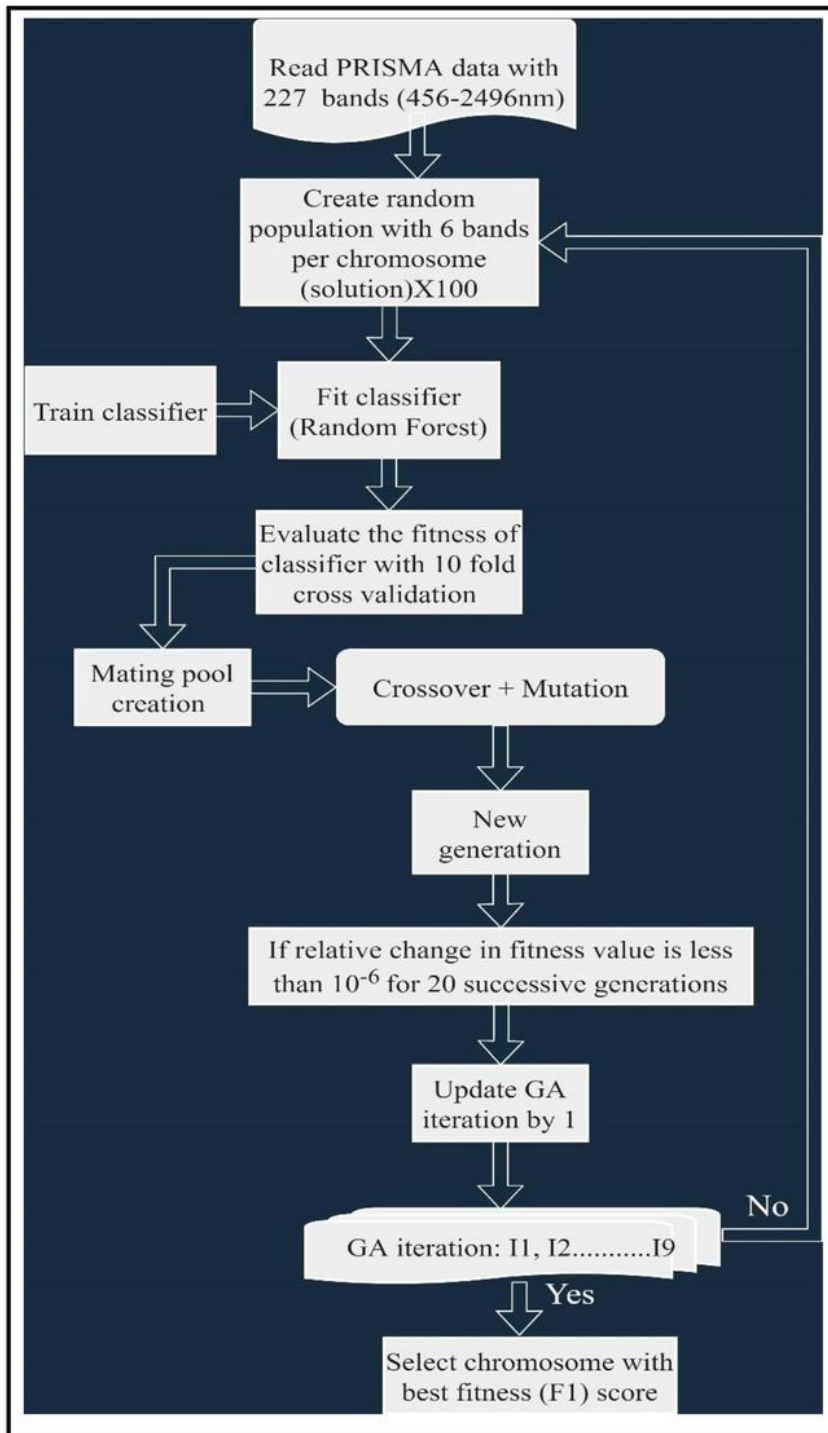 Read PRISMA data with
227 bands (456-2496nm)
Create random
population with 6 bands
per chromosome
(solution)X100
Train classifier
Fit classifier
(Random Forest)
Evaluate the fitness of
classifier with 10 fold
cross validation
Mating pool
creation
Crossover + Mutation
New
generation
If relative change in fitness value is less
than 10⁻⁶ for 20 successive generations
Update GA
itreration by 1
No
GA iteration: I1, I2...........I9
Yes
Select chromosome with
best fitness (F1) score